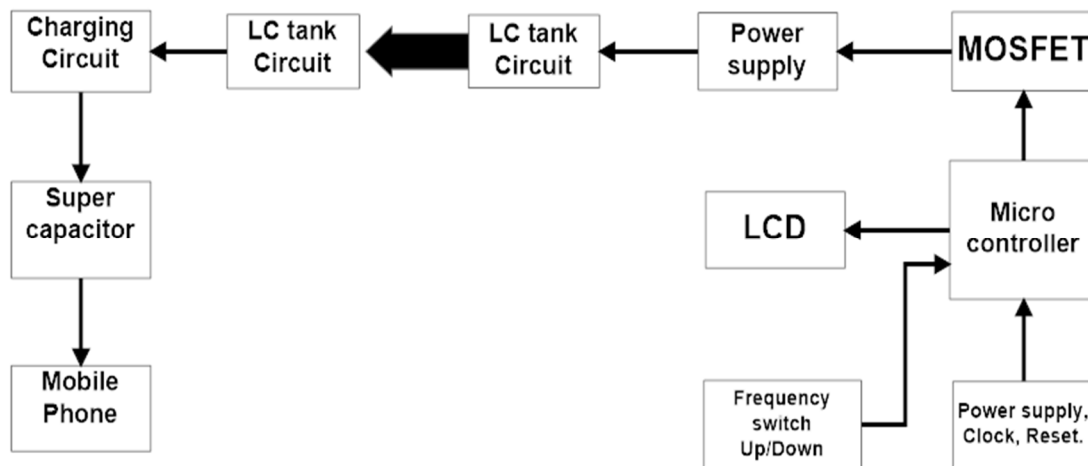 Charging
Circuit
LC tank
Circuit
LC tank
Circuit
Power
supply
MOSFET
Super
capacitor
LCD
Micro
controller
Mobile
Phone
Frequency
switch
Up/Down
Power supply,
Clock, Reset.